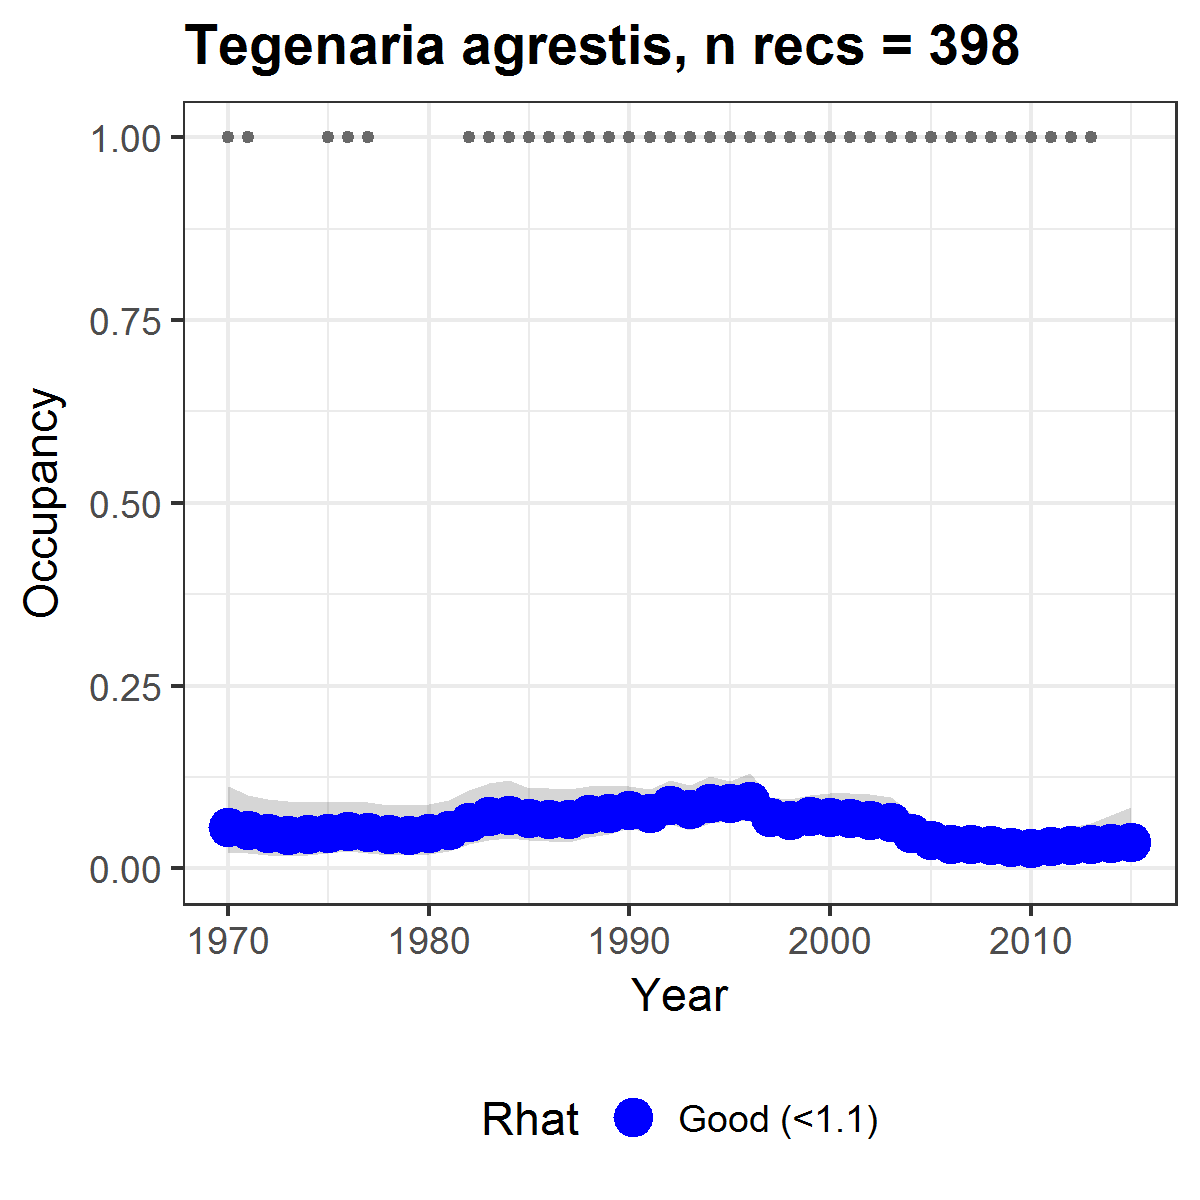 Tegenaria agrestis, n recs = 398
1.00
0.75
0.50
0.25
0.00
Occupancy
1970 1980 1990 2000 2010
Year
Rhat Good (<1.1)